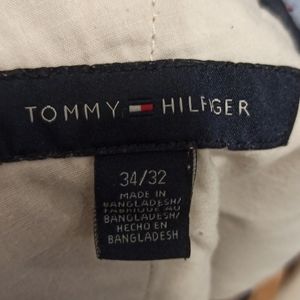 TOMMY HILFIGER
34/32
MADE IN
BANGLADESH/
FABRIQUÉ AU
BANGLADESH/
HECHO EN
BANGLADESH